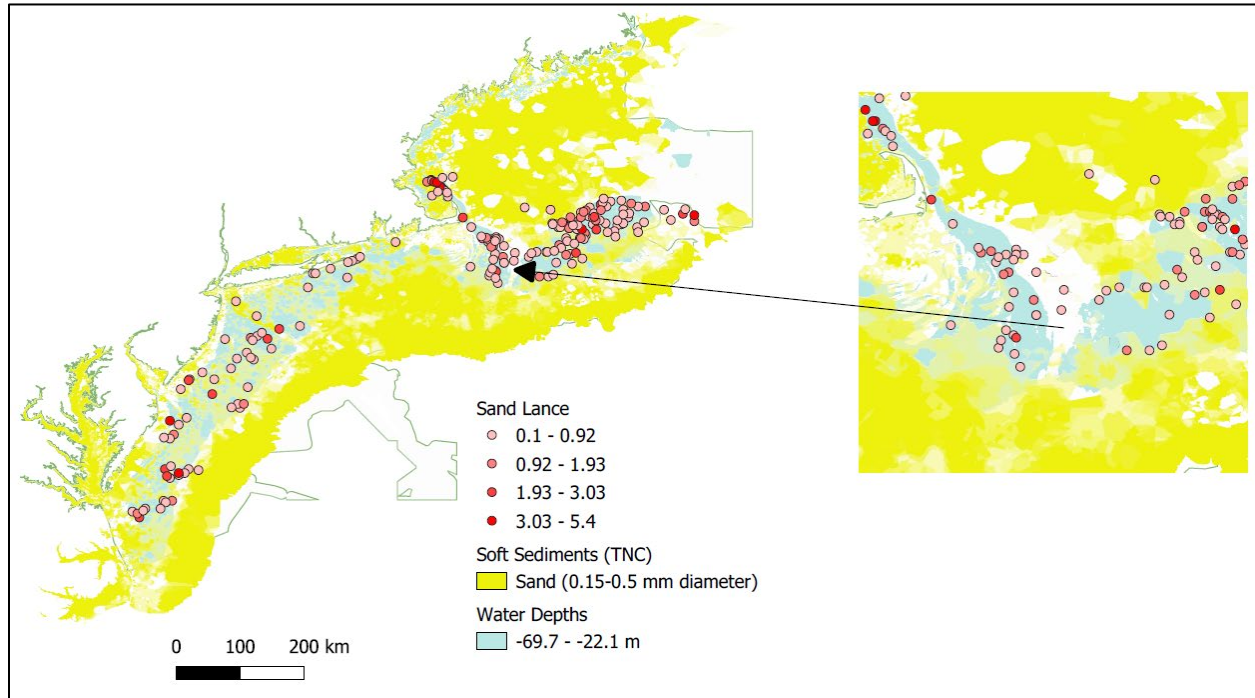 Sand Lance
0.1 - 0.92
0.92 - 1.93
1.93 - 3.03
3.03 - 5.4
Soft Sediments (TNC)
Sand (0.15-0.5 mm diameter)
Water Depths
-69.7 - -22.1 m
0 100 200 km